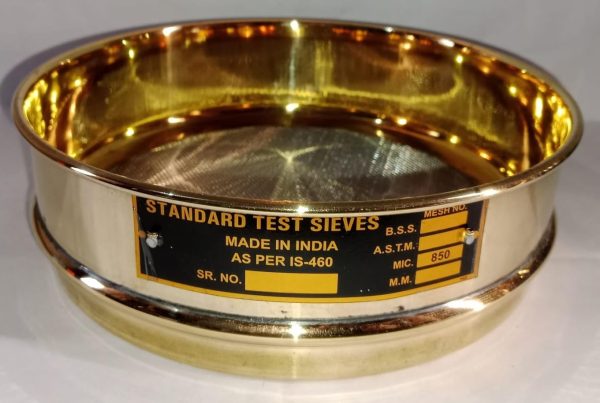 STANDARD TEST SIEVES
MADE IN INDIA
AS PER IS-460
SR. NO.
MESH NO.
B.S.S.
A.S.T.M.
MIC. 850
M.M.